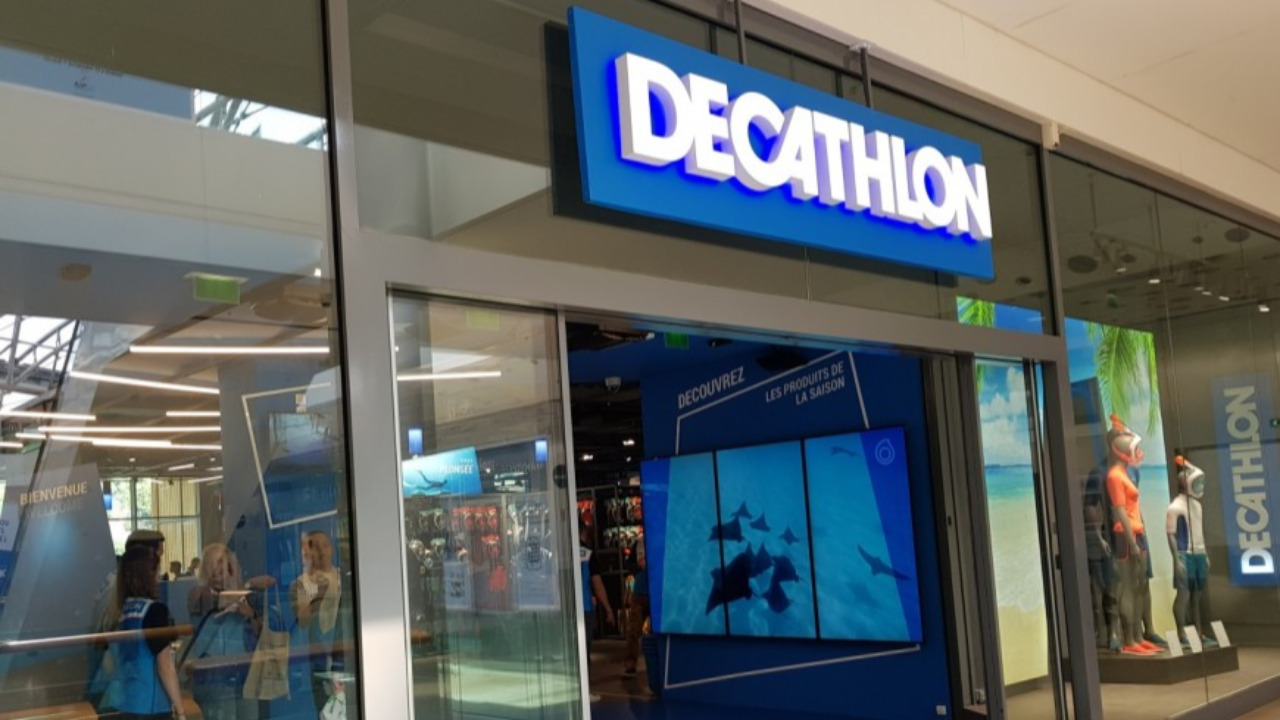 DECATHLON
DECOUVREZ
LES PRODUITS DE
LA SAISON
BIENVENUE
WELCOME
PLONGÉE
DECATHLON